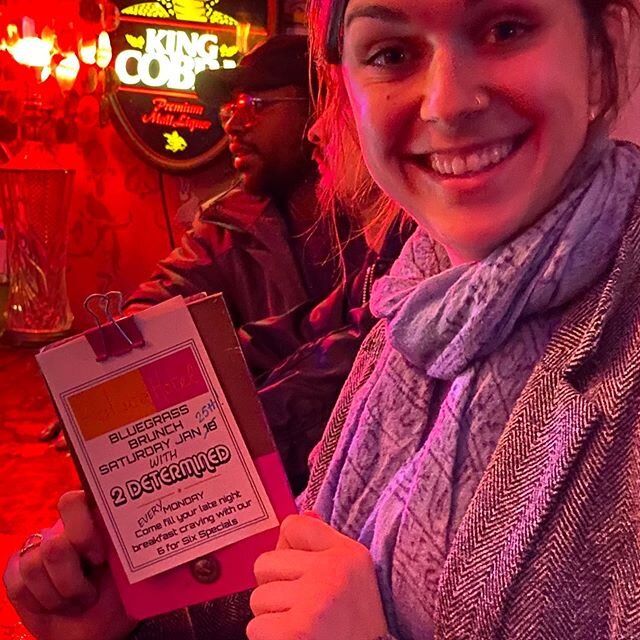 KING
COBRA
Premium
Malt Liquor
BLUEGRASS
BRUNCH 25th
SATURDAY JAN 18
WITH
2 DETERMINED
EVERY MONDAY
Come fill your late night
breakfast craving with our
6 for Six Specials